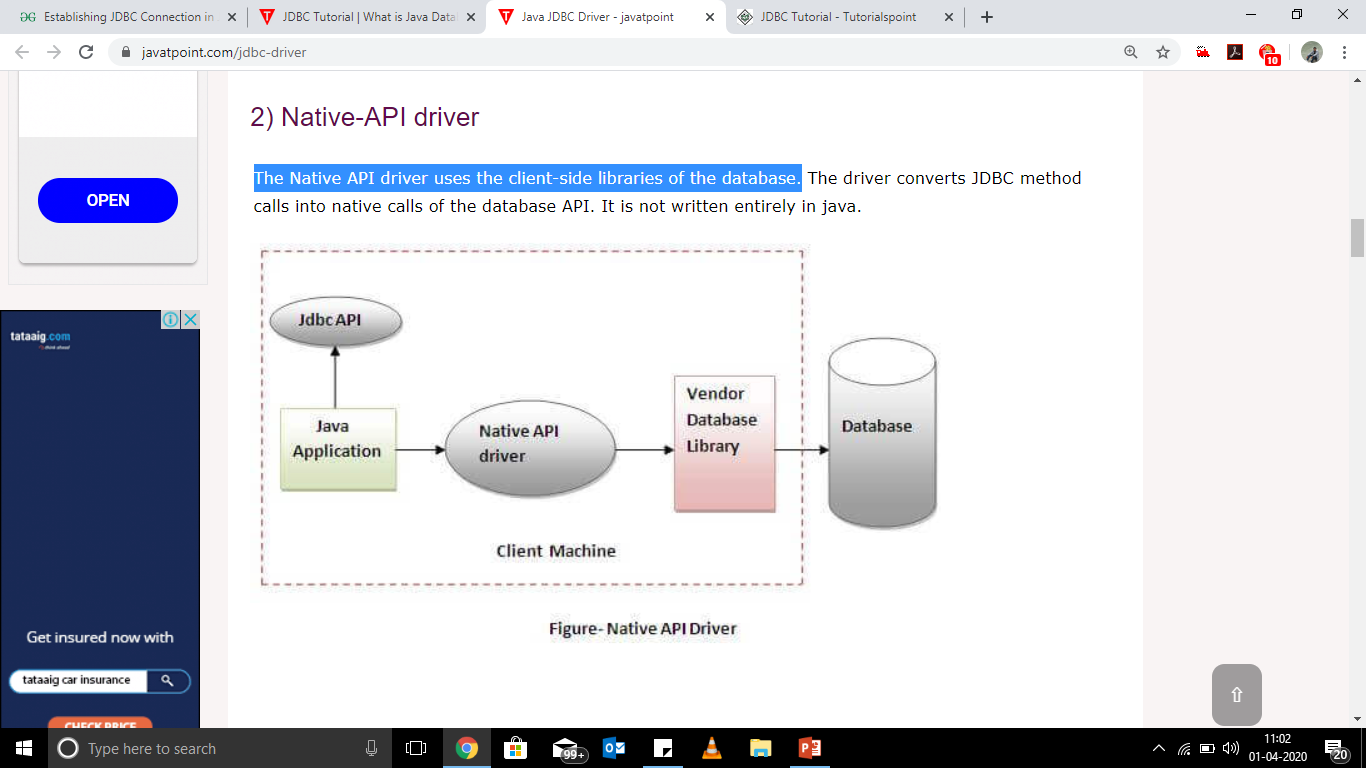 Establishing JDBC Connection in
JDBC Tutorial | What is Java Data
Java JDBC Driver - javatpoint
JDBC Tutorial - Tutorialspoint
javatpoint.com/jdbc-driver
10
OPEN
2) Native-API driver
The Native API driver uses the client-side libraries of the database. The driver converts JDBC method
calls into native calls of the database API. It is not written entirely in java.
Jdbc API
Java
Application
Native API
driver
Vendor
Database
Library
Database
Client Machine
Figure- Native API Driver
tataaig.com
Get insured now with
tataaig car insurance
CHECK PRICE
Type here to search
99+
11:02
01-04-2020
20